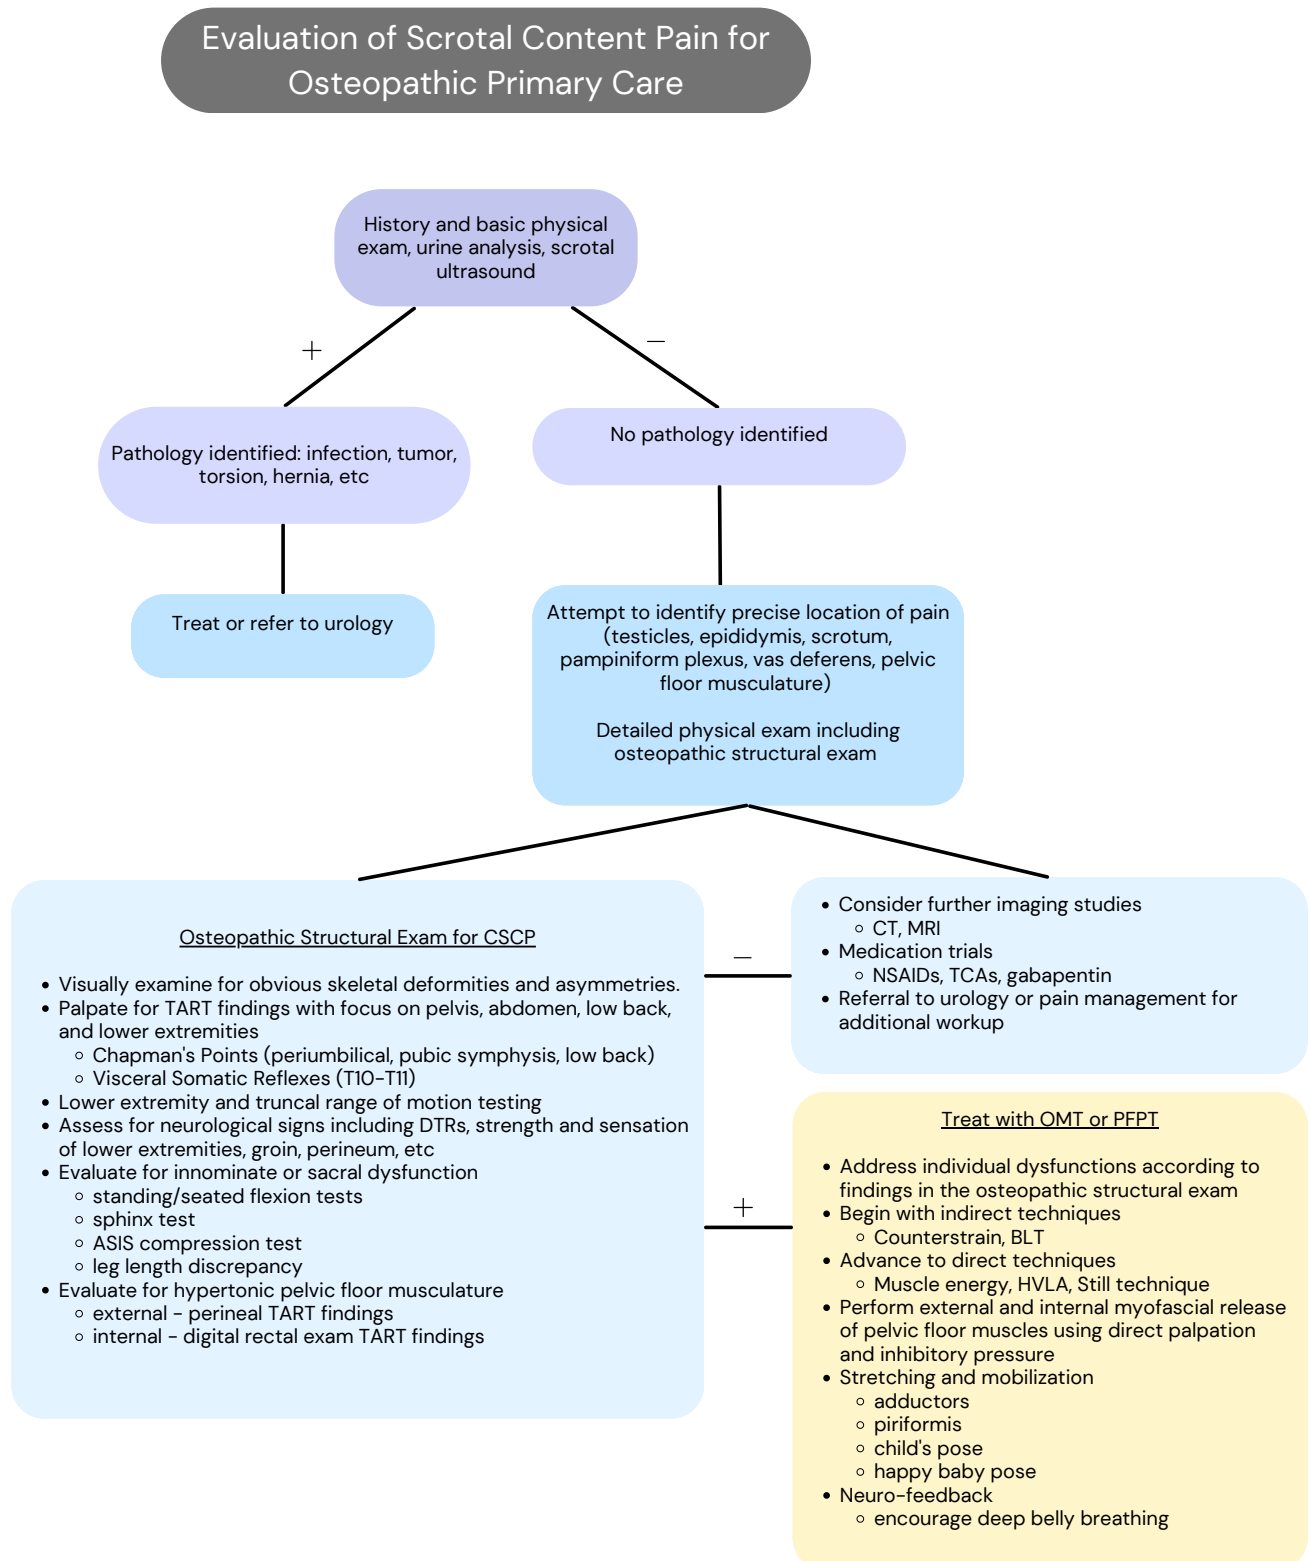 Evaluation of Scrotal Content Pain for
Osteopathic Primary Care
History and basic physical
exam, urine analysis, scrotal
ultrasound
+
−
Pathology identified: infection, tumor,
torsion, hernia, etc
No pathology identified
Treat or refer to urology
Attempt to identify precise location of pain
(testicles, epididymis, scrotum,
pampiniform plexus, vas deferens, pelvic
floor musculature)
Detailed physical exam including
osteopathic structural exam
Osteopathic Structural Exam for CSCP
• Visually examine for obvious skeletal deformities and asymmetries.
• Palpate for TART findings with focus on pelvis, abdomen, low back,
and lower extremities
◦ Chapman's Points (periumbilical, pubic symphysis, low back)
◦ Visceral Somatic Reflexes (T10-T11)
• Lower extremity and truncal range of motion testing
• Assess for neurological signs including DTRs, strength and sensation
of lower extremities, groin, perineum, etc
• Evaluate for innominate or sacral dysfunction
◦ standing/seated flexion tests
◦ sphinx test
◦ ASIS compression test
◦ leg length discrepancy
• Evaluate for hypertonic pelvic floor musculature
◦ external - perineal TART findings
◦ internal - digital rectal exam TART findings
−
• Consider further imaging studies
◦ CT, MRI
• Medication trials
◦ NSAIDs, TCAs, gabapentin
• Referral to urology or pain management for
additional workup
+
Treat with OMT or PFPT
• Address individual dysfunctions according to
findings in the osteopathic structural exam
• Begin with indirect techniques
◦ Counterstrain, BLT
• Advance to direct techniques
◦ Muscle energy, HVLA, Still technique
• Perform external and internal myofascial release
of pelvic floor muscles using direct palpation
and inhibitory pressure
• Stretching and mobilization
◦ adductors
◦ piriformis
◦ child's pose
◦ happy baby pose
• Neuro-feedback
◦ encourage deep belly breathing